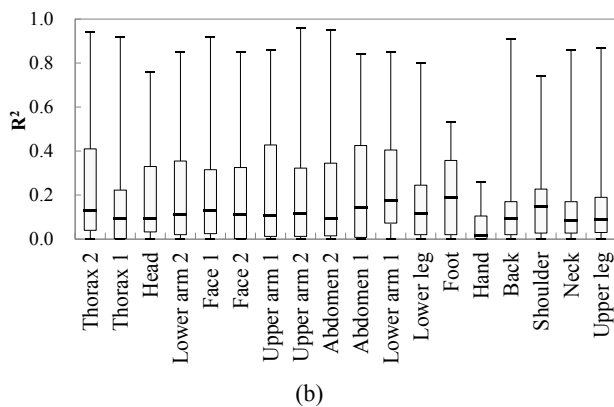 1.0
0.8
0.6
0.4
0.2
0.0
R²
Thorax 2
Thorax 1
Head
Lower arm 2
Face 1
Face 2
Upper arm 1
Upper arm 2
Abdomen 2
Abdomen 1
Lower arm 1
Lower leg
Foot
Hand
Back
Shoulder
Neck
Upper leg
(b)